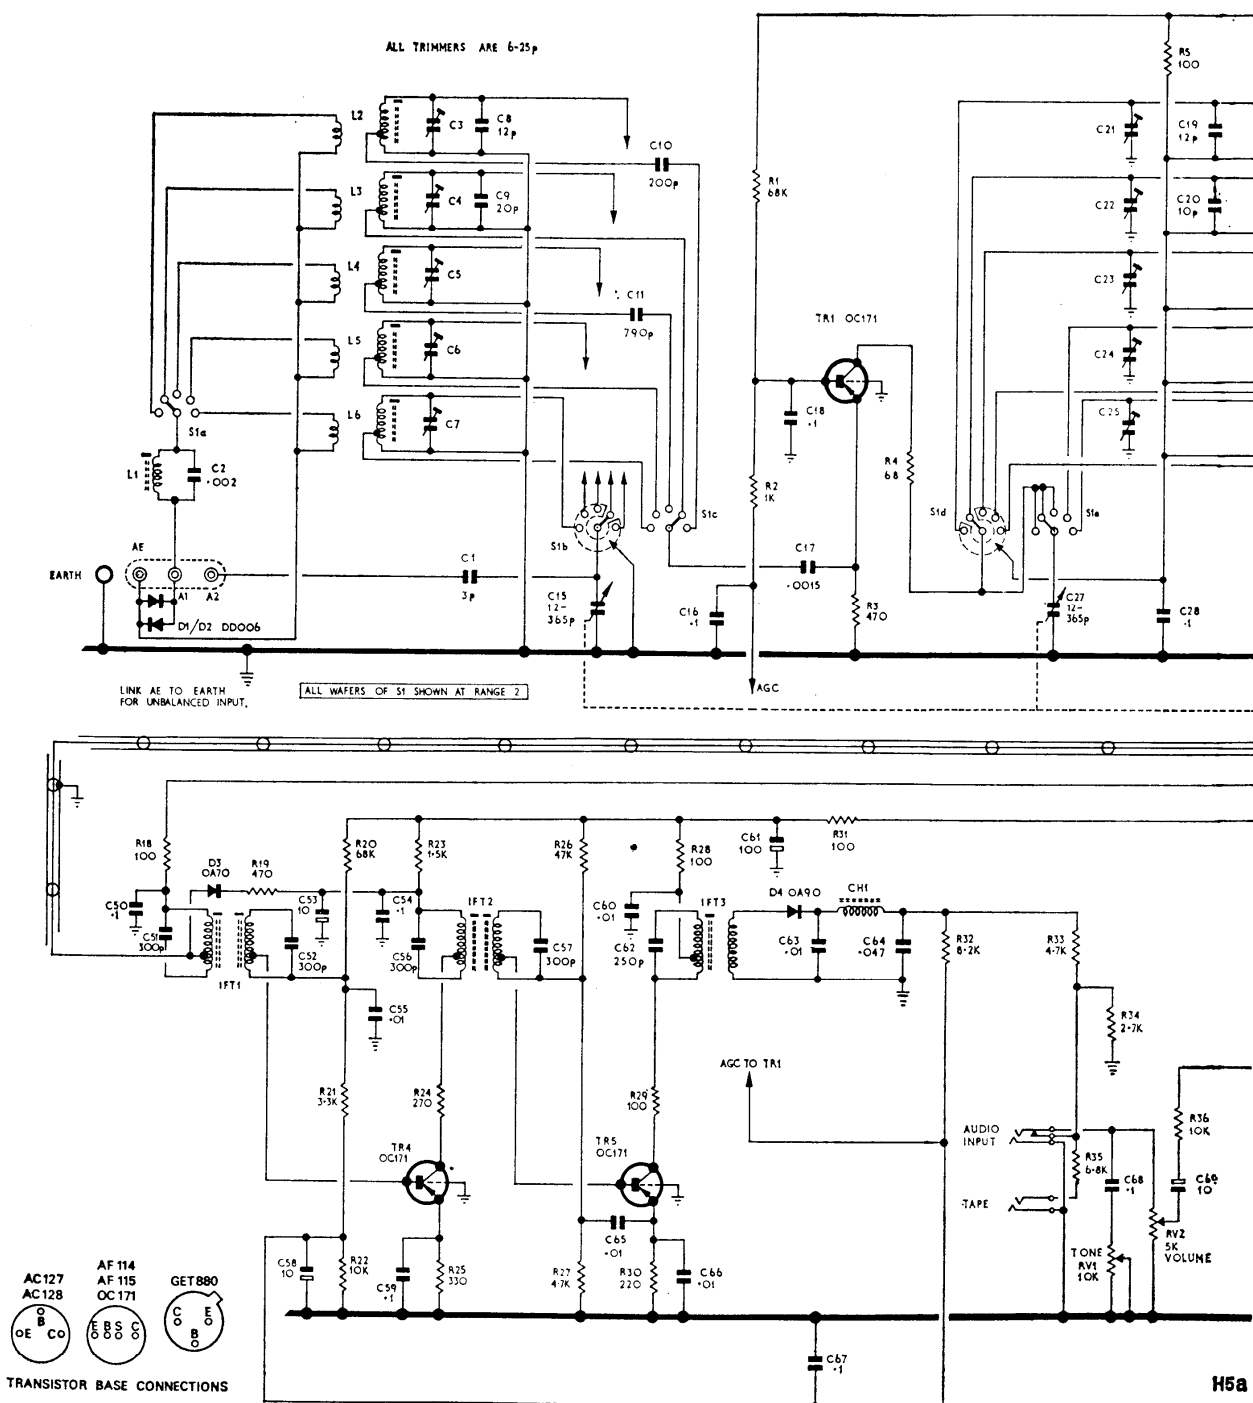 ALL TRIMMERS ARE 6-25p
R5
100
L2
C3
C8
12p
C10
200p
C21
C19
12p
L3
C4
C9
20p
R1
68K
C22
C20
10p
L4
C5
C11
790p
C23
TR1 OC171
L5
C6
C24
L6
C7
C18
·1
C25
S1a
L1
C2
·002
R4
68
R2
1K
S1b
S1c
S1d
S1e
AE
EARTH
A1
A2
C1
3p
C17
·0015
D1/D2 DD006
C15
12-
365p
C16
·1
R3
470
C27
12-
365p
C28
·1
LINK AE TO EARTH
FOR UNBALANCED INPUT.
ALL WAFERS OF S1 SHOWN AT RANGE 2
AGC
R18
100
D3
OA70
R19
470
R20
68K
R23
1·5K
R26
47K
R28
100
C61
100
R31
100
C50
·1
C51
300p
C53
10
C54
·1
IFT2
C60
·01
IFT3
D4 OA90
CH1
C52
300p
C56
300p
C57
300p
C62
250p
C63
·01
C64
·047
R32
8·2K
R33
4·7K
IFT1
C55
·01
R34
2·7K
AGC TO TR1
R21
3·3K
R24
270
R29
100
R36
10K
TR4
OC171
TR5
OC171
AUDIO
INPUT
R35
6·8K
TAPE
C68
·1
C69
10
C65
·01
RV2
5K
VOLUME
C58
10
R22
10K
C59
·1
R25
330
R27
4·7K
R30
220
C66
·01
TONE
RV1
10K
AC127
AC128
AF114
AF115
OC171
GET880
B
E
C
E B S C
C
E
B
C67
·1
TRANSISTOR BASE CONNECTIONS
H5a